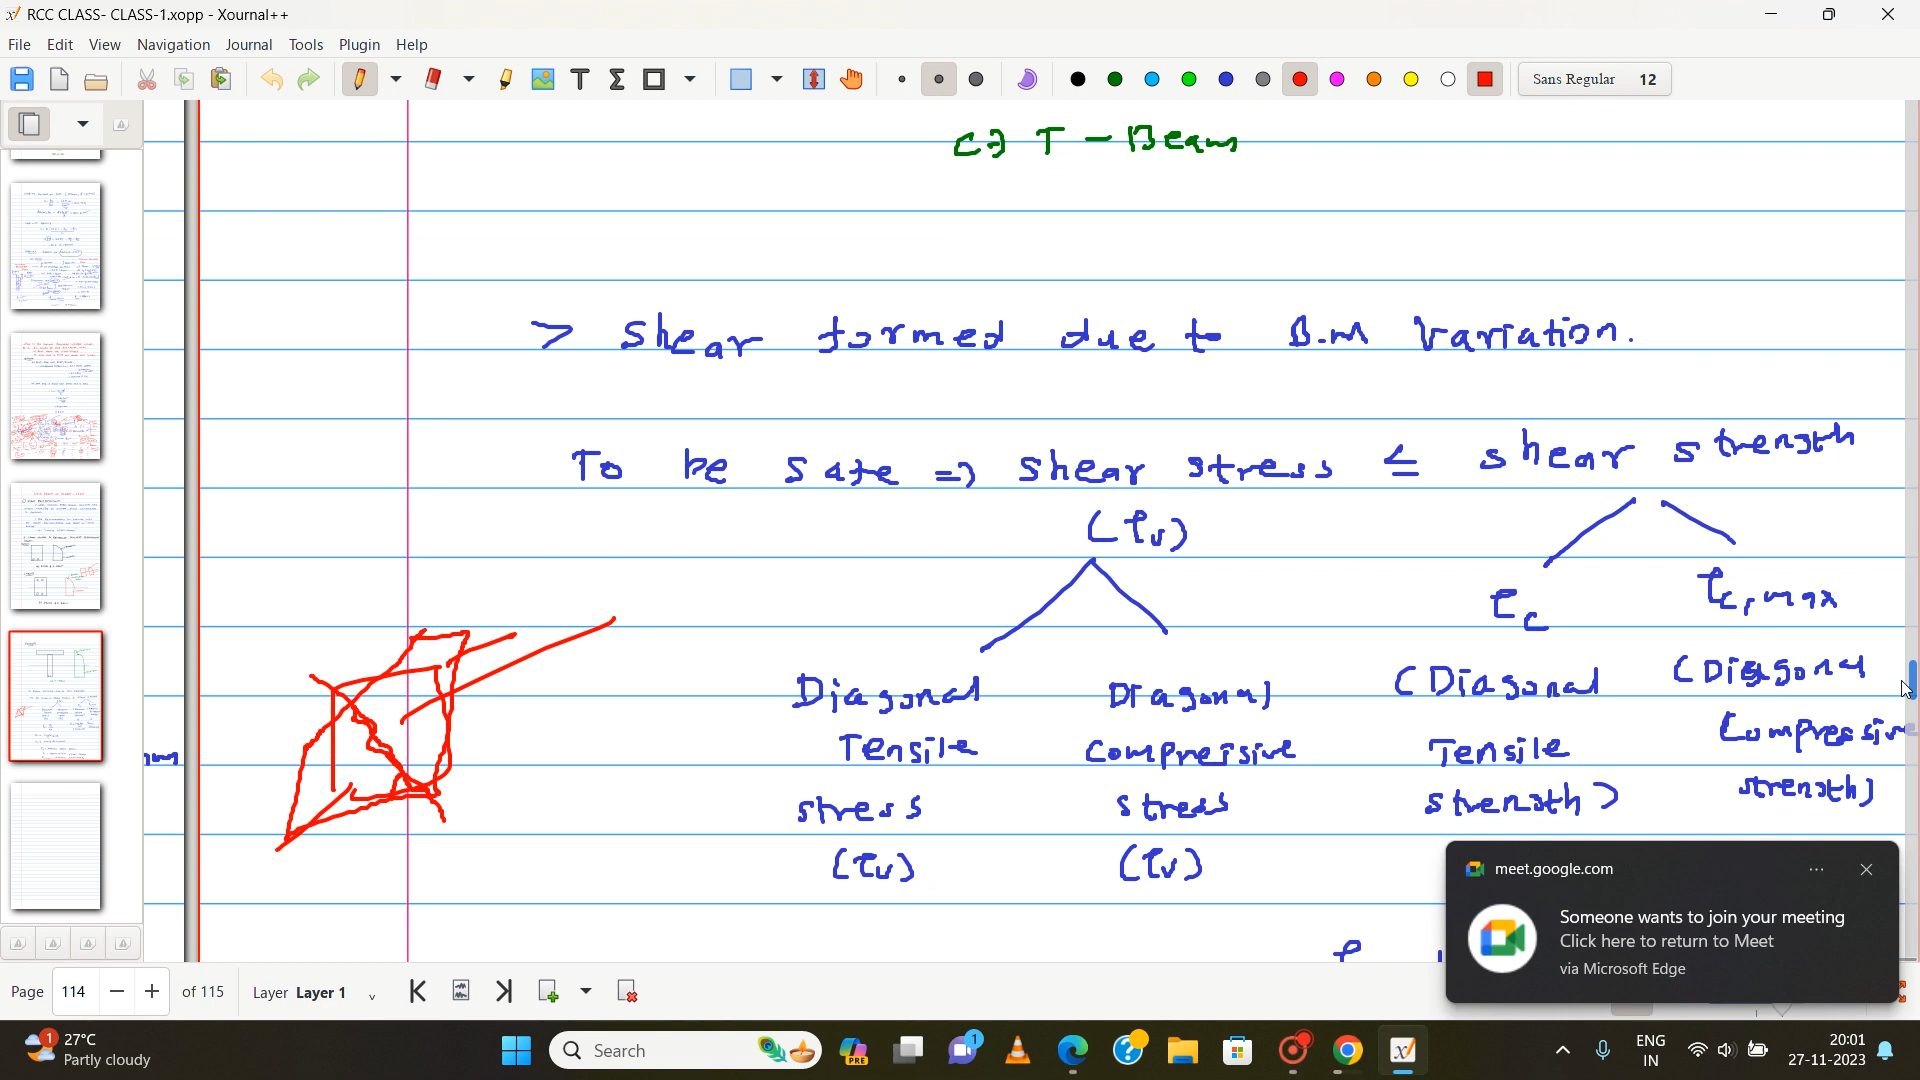 RCC CLASS- CLASS-1.xopp - Xournal++
File Edit View Navigation Journal Tools Plugin Help
Sans Regular 12
c) T - Beam
> Shear formed due to B.M Variation.
To be safe => shear stress ≤ shear strength
(τv)
τc τc,max
Diagonal Diagonal (Diagonal (Diagonal
Tensile Compressive Tensile Compressive
stress stress strength) strength)
(τv) (τv)
meet.google.com
Someone wants to join your meeting
Click here to return to Meet
via Microsoft Edge
Page 114 of 115 Layer Layer 1
1 27°C
Partly cloudy
Search
PRE
1
ENG
IN
20:01
27-11-2023